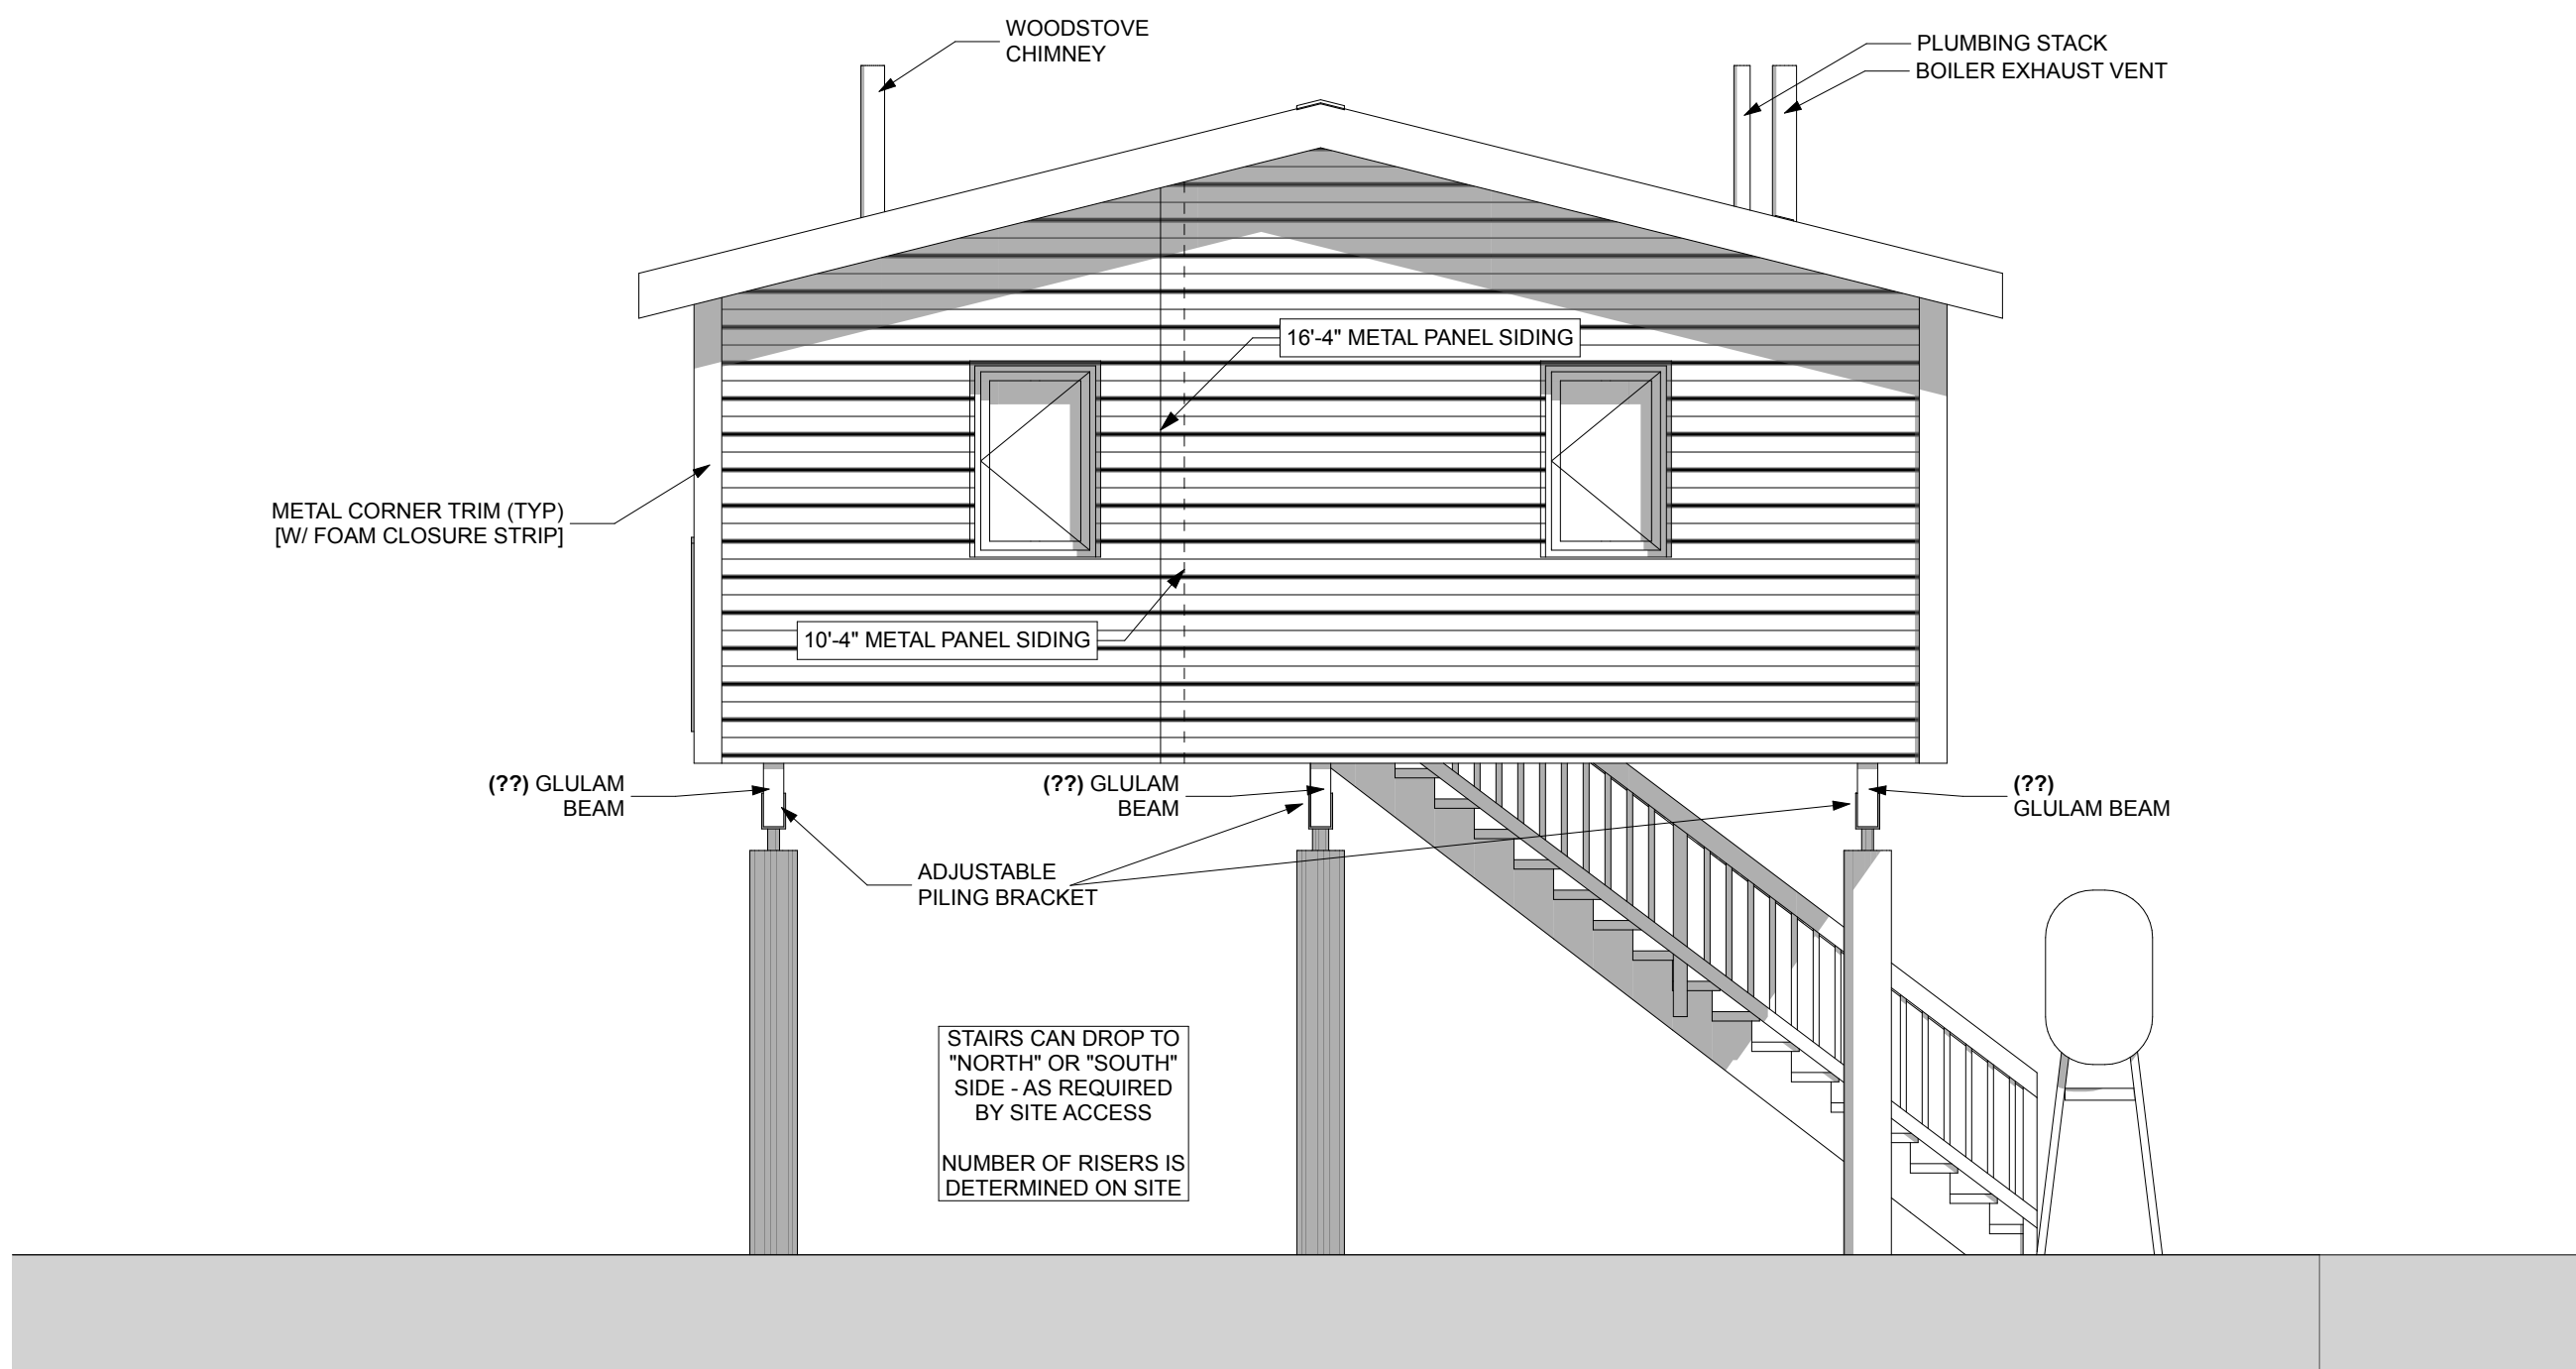 WOODSTOVE
CHIMNEY
PLUMBING STACK
BOILER EXHAUST VENT
16'-4" METAL PANEL SIDING
METAL CORNER TRIM (TYP)
[W/ FOAM CLOSURE STRIP]
10'-4" METAL PANEL SIDING
(??) GLULAM
BEAM
(??) GLULAM
BEAM
(??)
GLULAM BEAM
ADJUSTABLE
PILING BRACKET
STAIRS CAN DROP TO
"NORTH" OR "SOUTH"
SIDE - AS REQUIRED
BY SITE ACCESS
NUMBER OF RISERS IS
DETERMINED ON SITE